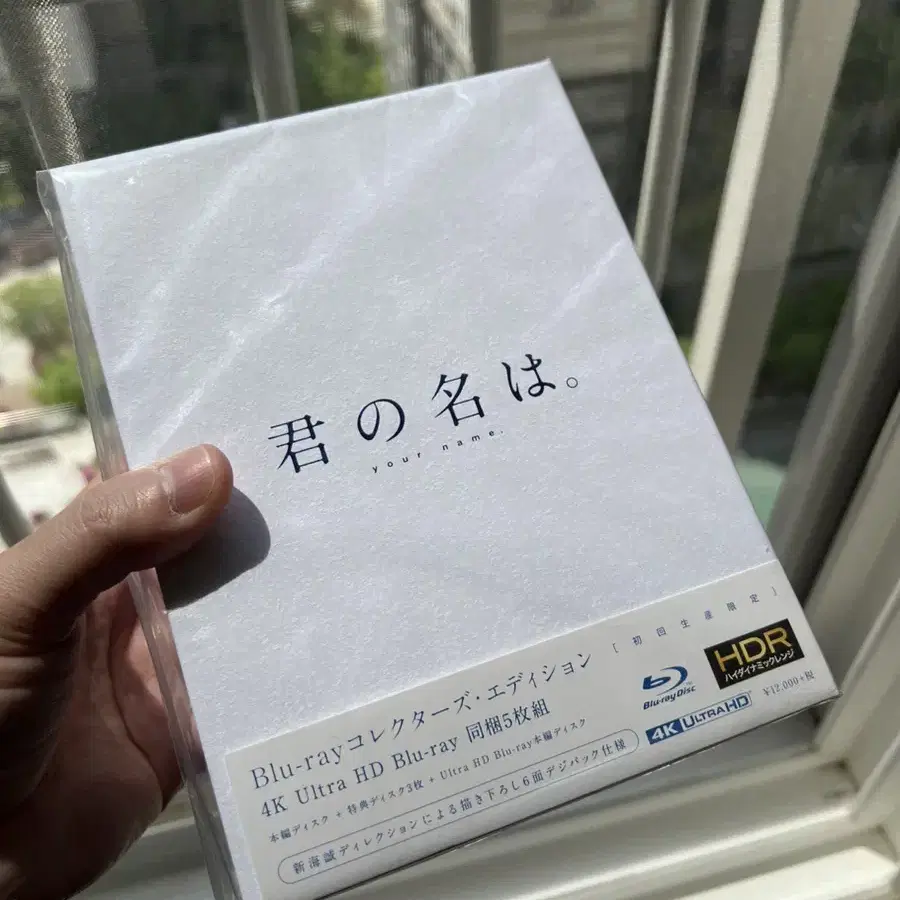 君の名は。
your name.
[初回生産限定]
Blu-rayコレクターズ・エディション
4K Ultra HD Blu-ray 同梱5枚組
本編ディスク + 特典ディスク3枚 + Ultra HD Blu-ray本編ディスク
新海誠ディレクションによる描き下ろし6面デジパック仕様
Blu-ray Disc
HDR
ハイダイナミックレンジ
4K ULTRA HD
¥12,000+税